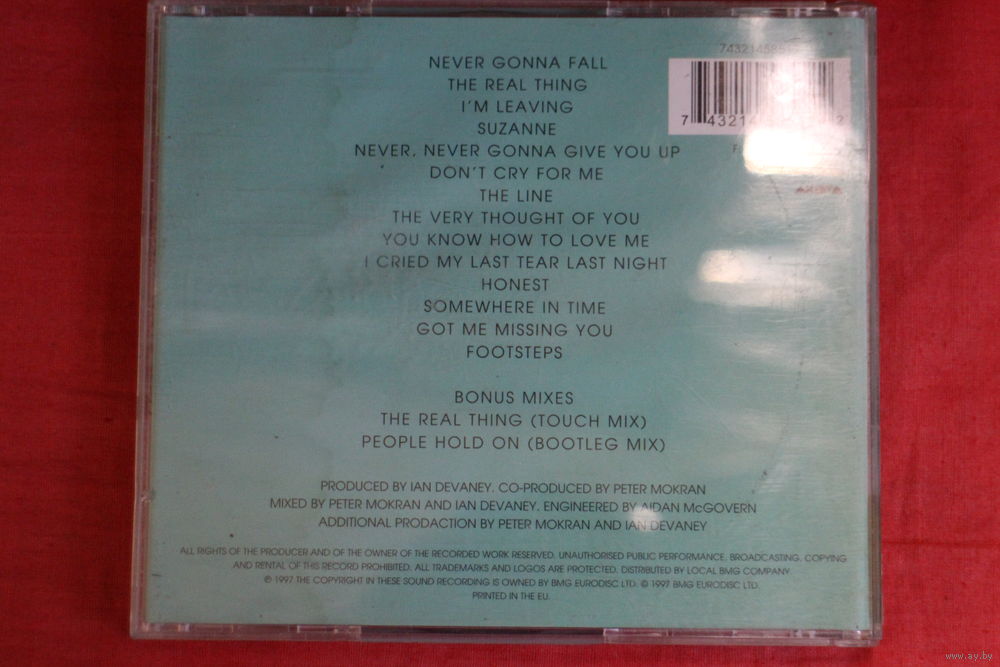 NEVER GONNA FALL
THE REAL THING
I'M LEAVING
SUZANNE
NEVER, NEVER GONNA GIVE YOU UP
DON'T CRY FOR ME
THE LINE
THE VERY THOUGHT OF YOU
YOU KNOW HOW TO LOVE ME
I CRIED MY LAST TEAR LAST NIGHT
HONEST
SOMEWHERE IN TIME
GOT ME MISSING YOU
FOOTSTEPS
BONUS MIXES
THE REAL THING (TOUCH MIX)
PEOPLE HOLD ON (BOOTLEG MIX)
PRODUCED BY IAN DEVANEY. CO-PRODUCED BY PETER MOKRAN
MIXED BY PETER MOKRAN AND IAN DEVANEY. ENGINEERED BY AIDAN McGOVERN
ADDITIONAL PRODACTION BY PETER MOKRAN AND IAN DEVANEY
ALL RIGHTS OF THE PRODUCER AND OF THE OWNER OF THE RECORDED WORK RESERVED. UNAUTHORISED PUBLIC PERFORMANCE, BROADCASTING, COPYING
AND RENTAL OF THIS RECORD PROHIBITED. ALL TRADEMARKS AND LOGOS ARE PROTECTED. DISTRIBUTED BY LOCAL BMG COMPANY.
℗ 1997 THE COPYRIGHT IN THESE SOUND RECORDING IS OWNED BY BMG EURODISC LTD. © 1997 BMG EURODISC LTD.
PRINTED IN THE EU.
www.ay.by